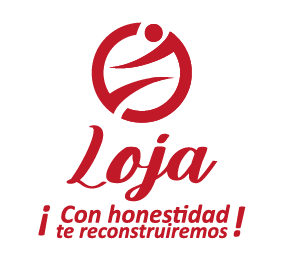 Loja
¡ Con honestidad
te reconstruiremos !